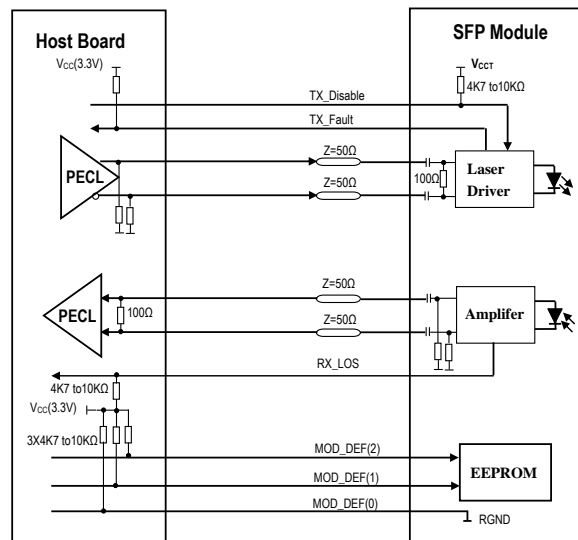 Host Board
SFP Module
VCC(3.3V)
VCCT
4K7 to10KΩ
TX_Disable
TX_Fault
Z=50Ω
PECL
100Ω
Laser
Driver
Z=50Ω
Z=50Ω
PECL
100Ω
Z=50Ω
Amplifer
RX_LOS
4K7 to10KΩ
VCC(3.3V)
3X4K7 to10KΩ
MOD_DEF(2)
EEPROM
MOD_DEF(1)
MOD_DEF(0)
RGND